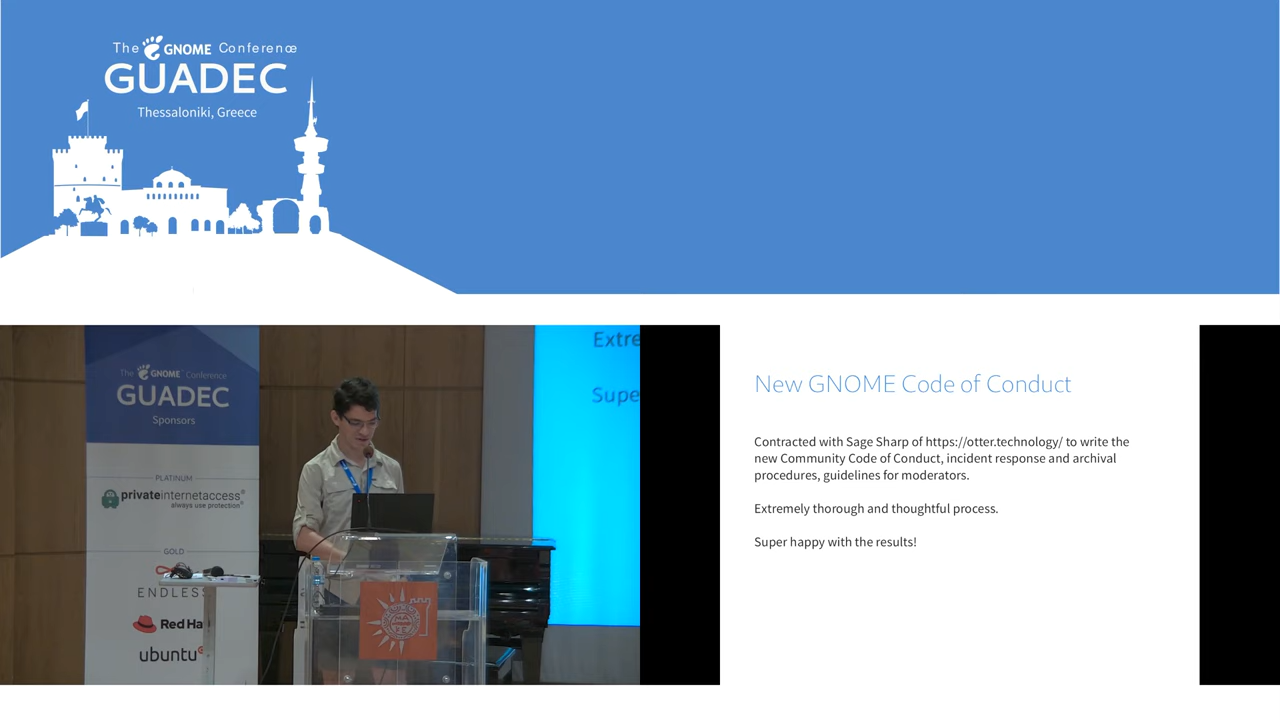 The GNOME Conference
GUADEC
Thessaloniki, Greece
The GNOME Conference
GUADEC
Sponsors
PLATINUM
privateinternetaccess®
always use protection®
GOLD
ENDLESS
Red Ha
ubuntu
Extre
Supe
New GNOME Code of Conduct
Contracted with Sage Sharp of https://otter.technology/ to write the
new Community Code of Conduct, incident response and archival
procedures, guidelines for moderators.
Extremely thorough and thoughtful process.
Super happy with the results!